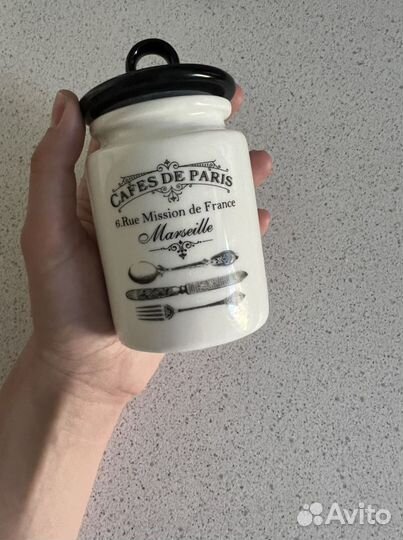 CAFES DE PARIS
6.Rue Mission de France
Marseille
Avito